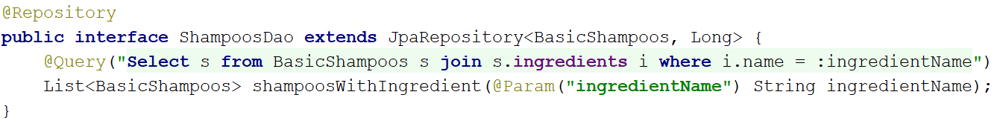 @Repository
public interface ShampoosDao extends JpaRepository<BasicShampoos, Long> {
@Query("Select s from BasicShampoos s join s.ingredients i where i.name = :ingredientName")
List<BasicShampoos> shampoosWithIngredient(@Param("ingredientName") String ingredientName);
}